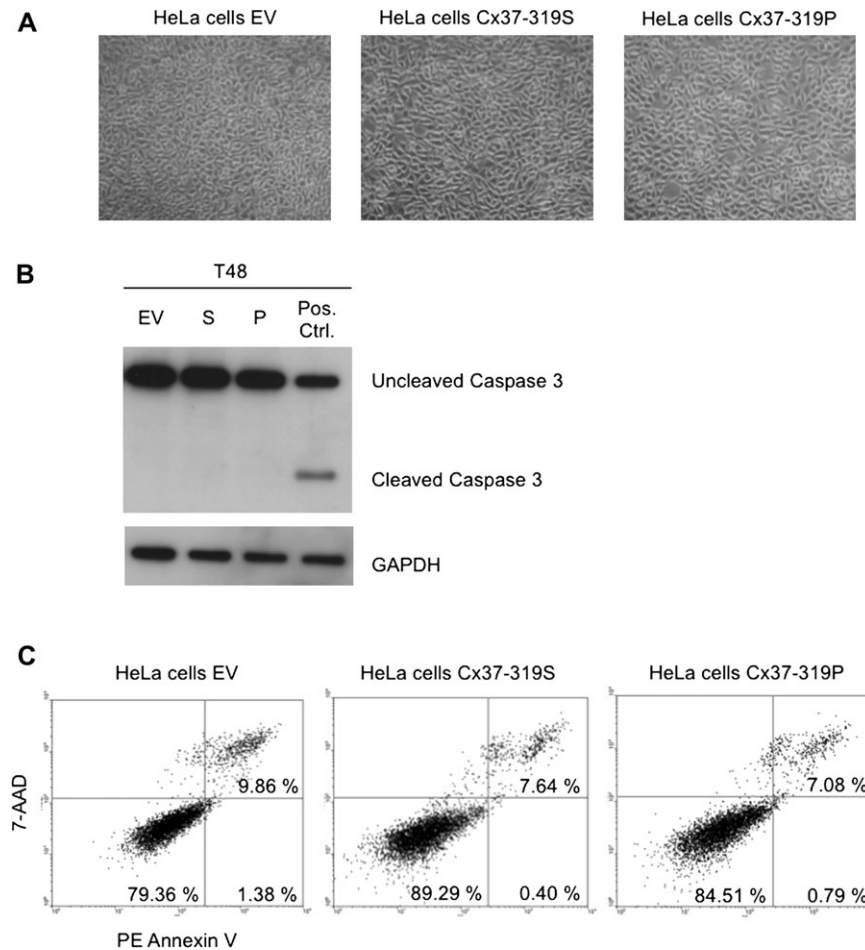 A
HeLa cells EV
HeLa cells Cx37-319S
HeLa cells Cx37-319P
B
T48
EV S P Pos. Ctrl.
Uncleaved Caspase 3
Cleaved Caspase 3
GAPDH
C
HeLa cells EV
HeLa cells Cx37-319S
HeLa cells Cx37-319P
7-AAD
9.86 %
79.36 % 1.38 %
7.64 %
89.29 % 0.40 %
7.08 %
84.51 % 0.79 %
PE Annexin V